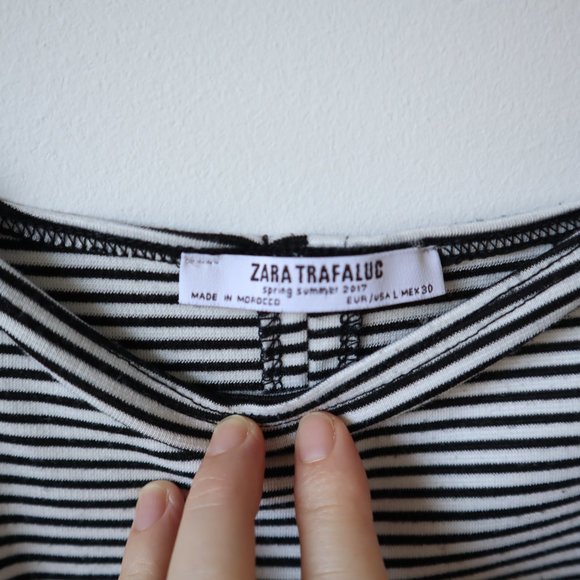 ZARA TRAFALUC
spring summer 2017
MADE IN MOROCCO EUR/USA L MEX 30